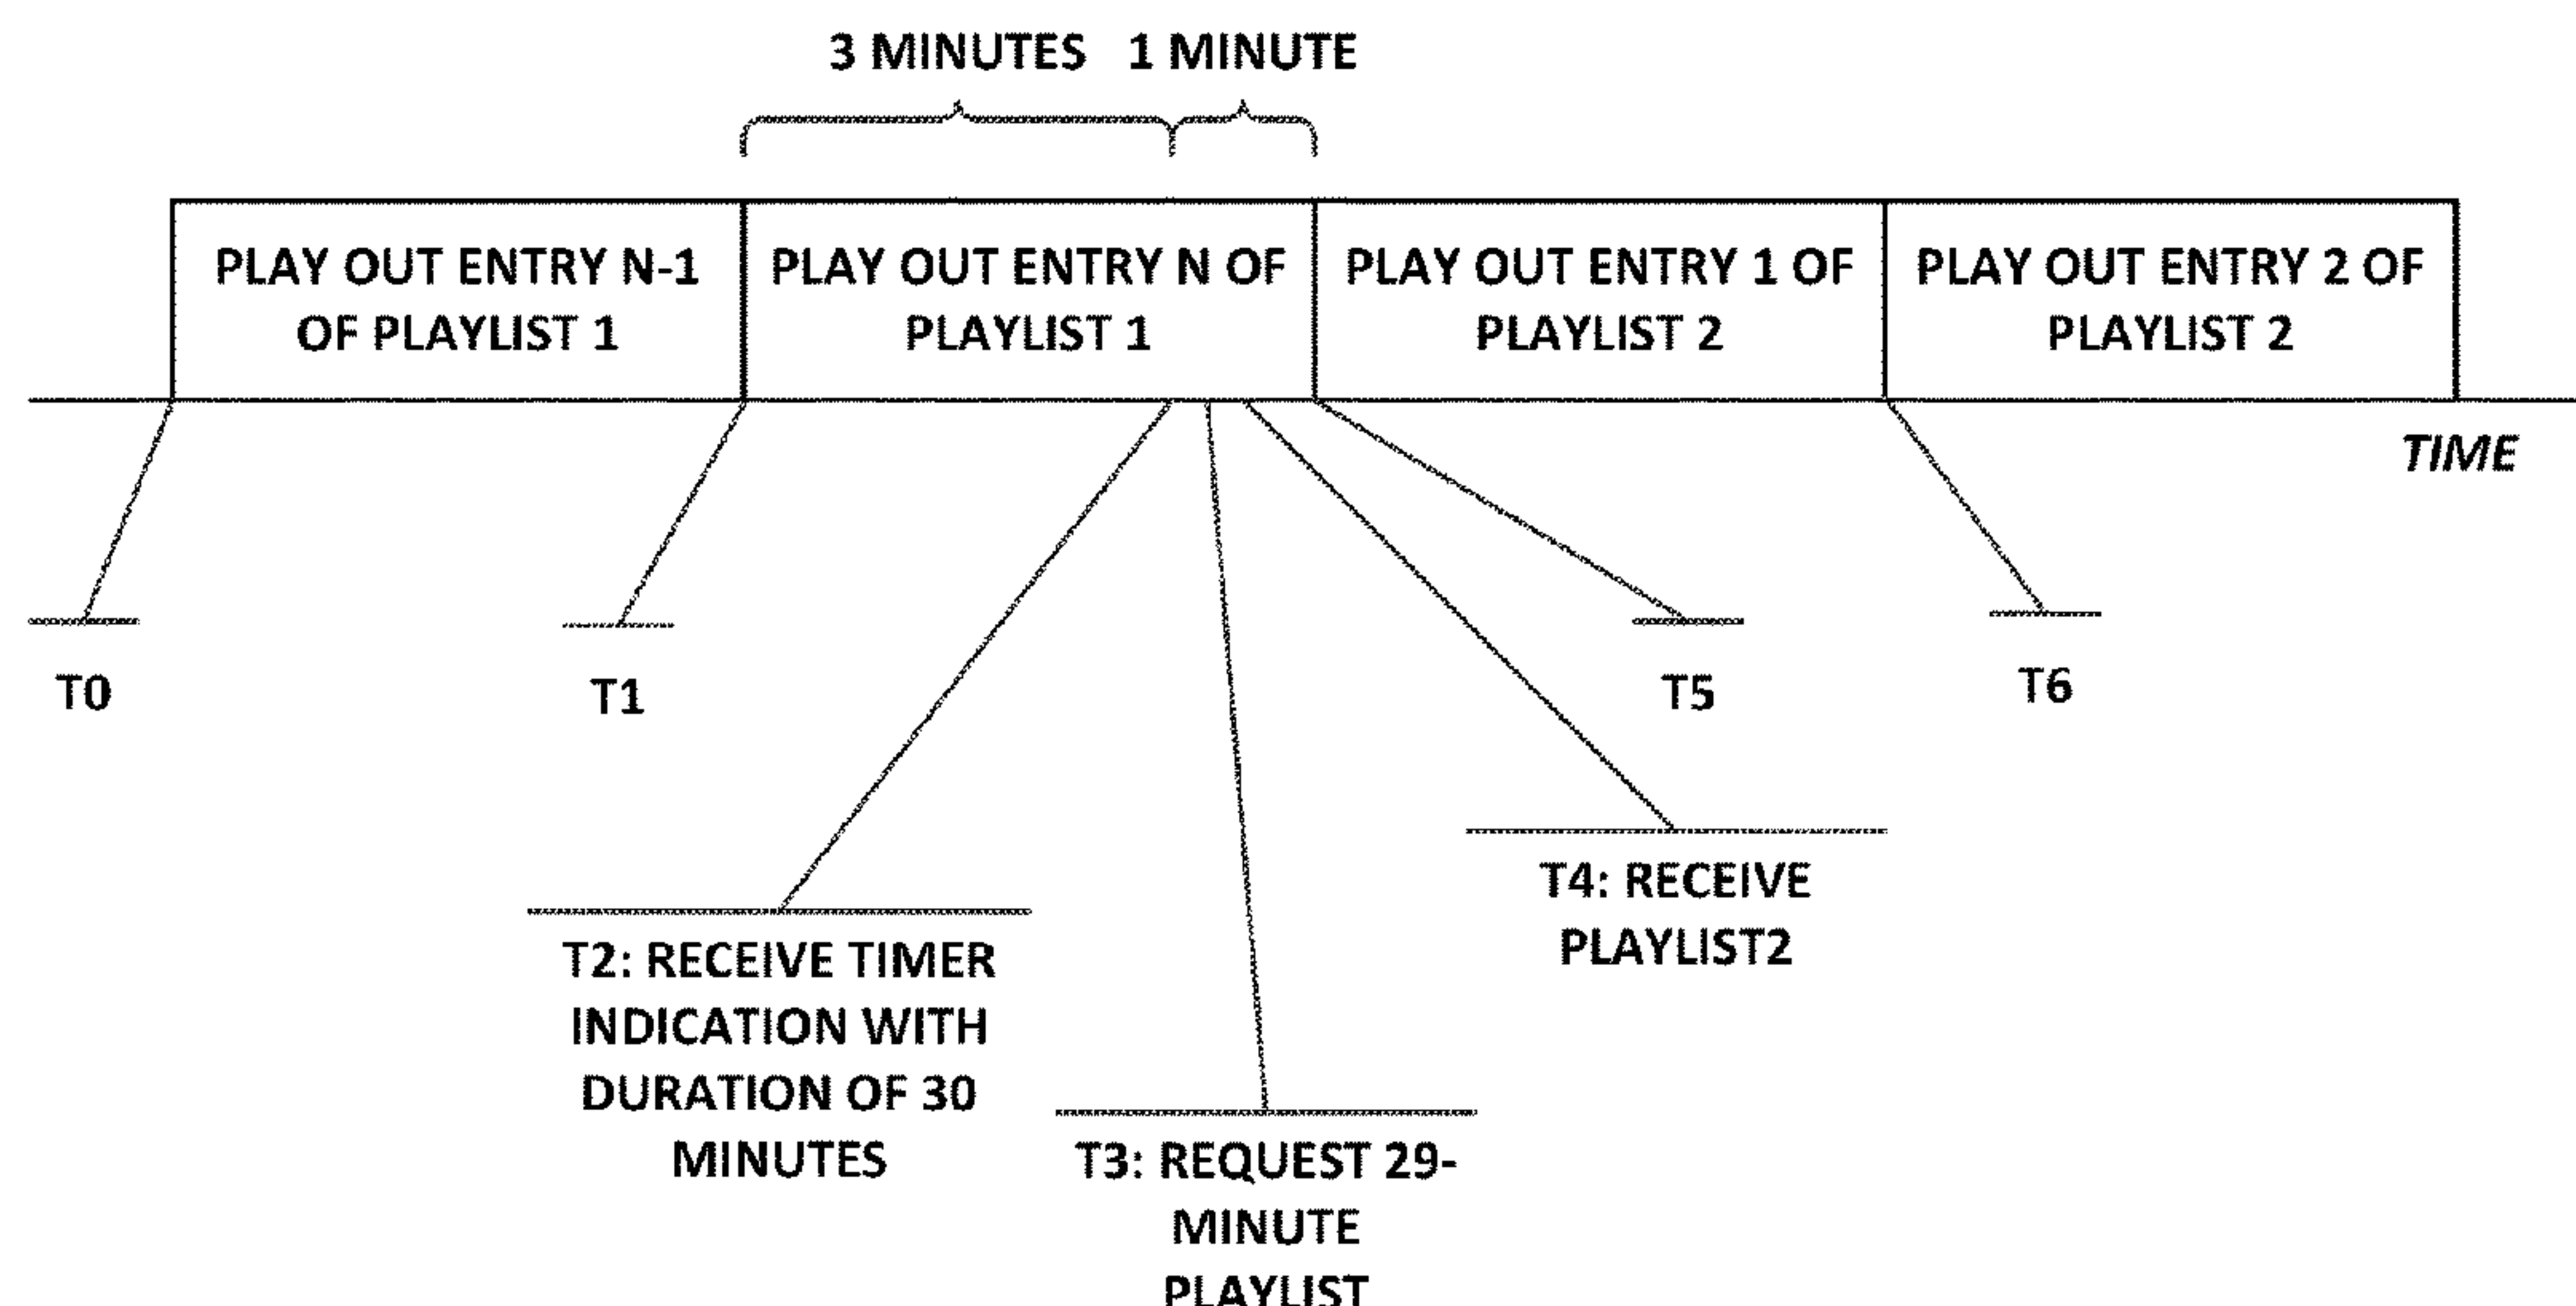 3 MINUTES 1 MINUTE
PLAY OUT ENTRY N-1
OF PLAYLIST 1
PLAY OUT ENTRY N OF
PLAYLIST 1
PLAY OUT ENTRY 1 OF
PLAYLIST 2
PLAY OUT ENTRY 2 OF
PLAYLIST 2
TIME
T0
T1
T5
T6
T4: RECEIVE
PLAYLIST2
T2: RECEIVE TIMER
INDICATION WITH
DURATION OF 30
MINUTES
T3: REQUEST 29-
MINUTE
PLAYLIST